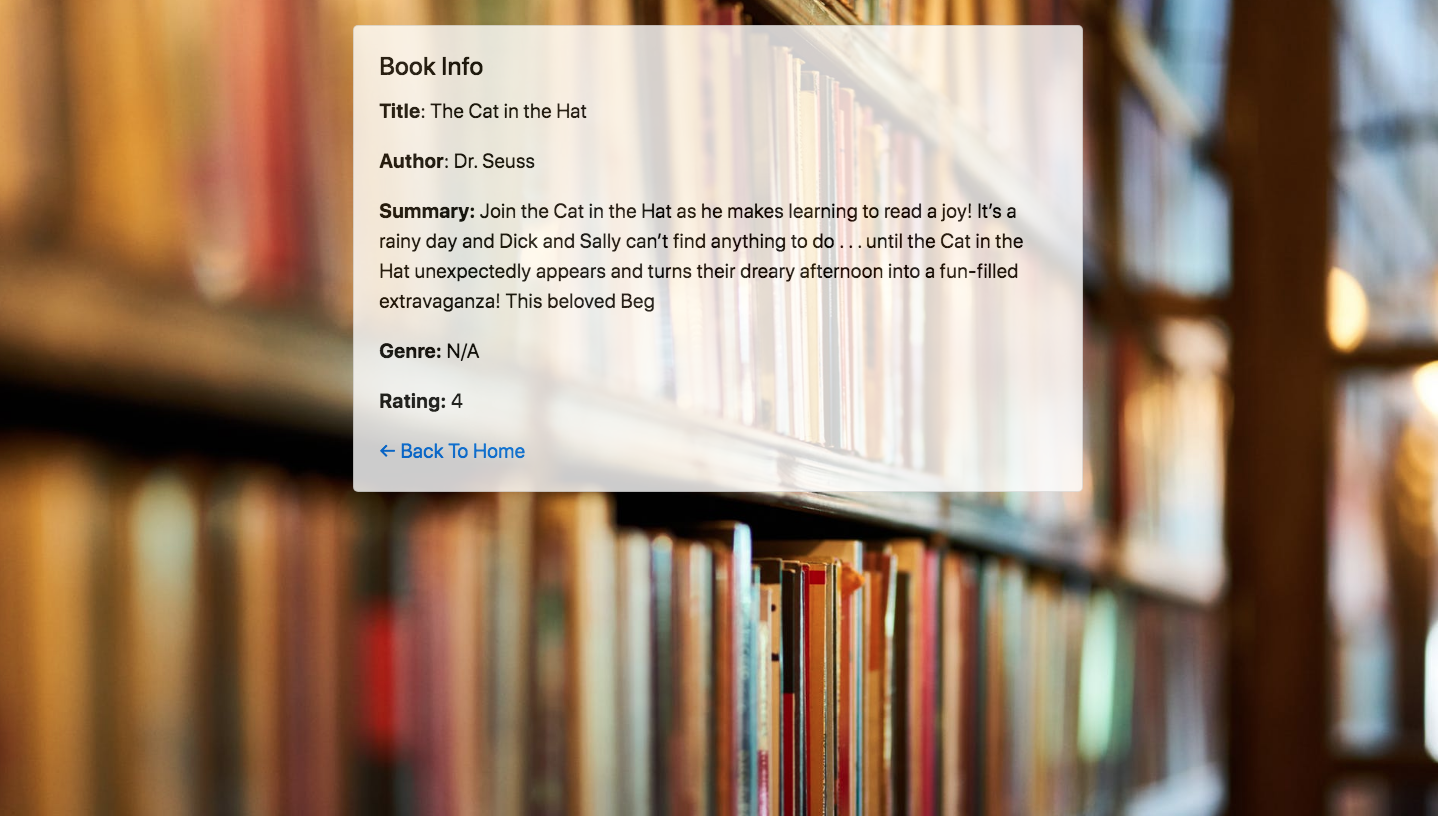 Book Info
Title: The Cat in the Hat
Author: Dr. Seuss
Summary: Join the Cat in the Hat as he makes learning to read a joy! It’s a
rainy day and Dick and Sally can’t find anything to do . . . until the Cat in the
Hat unexpectedly appears and turns their dreary afternoon into a fun-filled
extravaganza! This beloved Beg
Genre: N/A
Rating: 4
← Back To Home